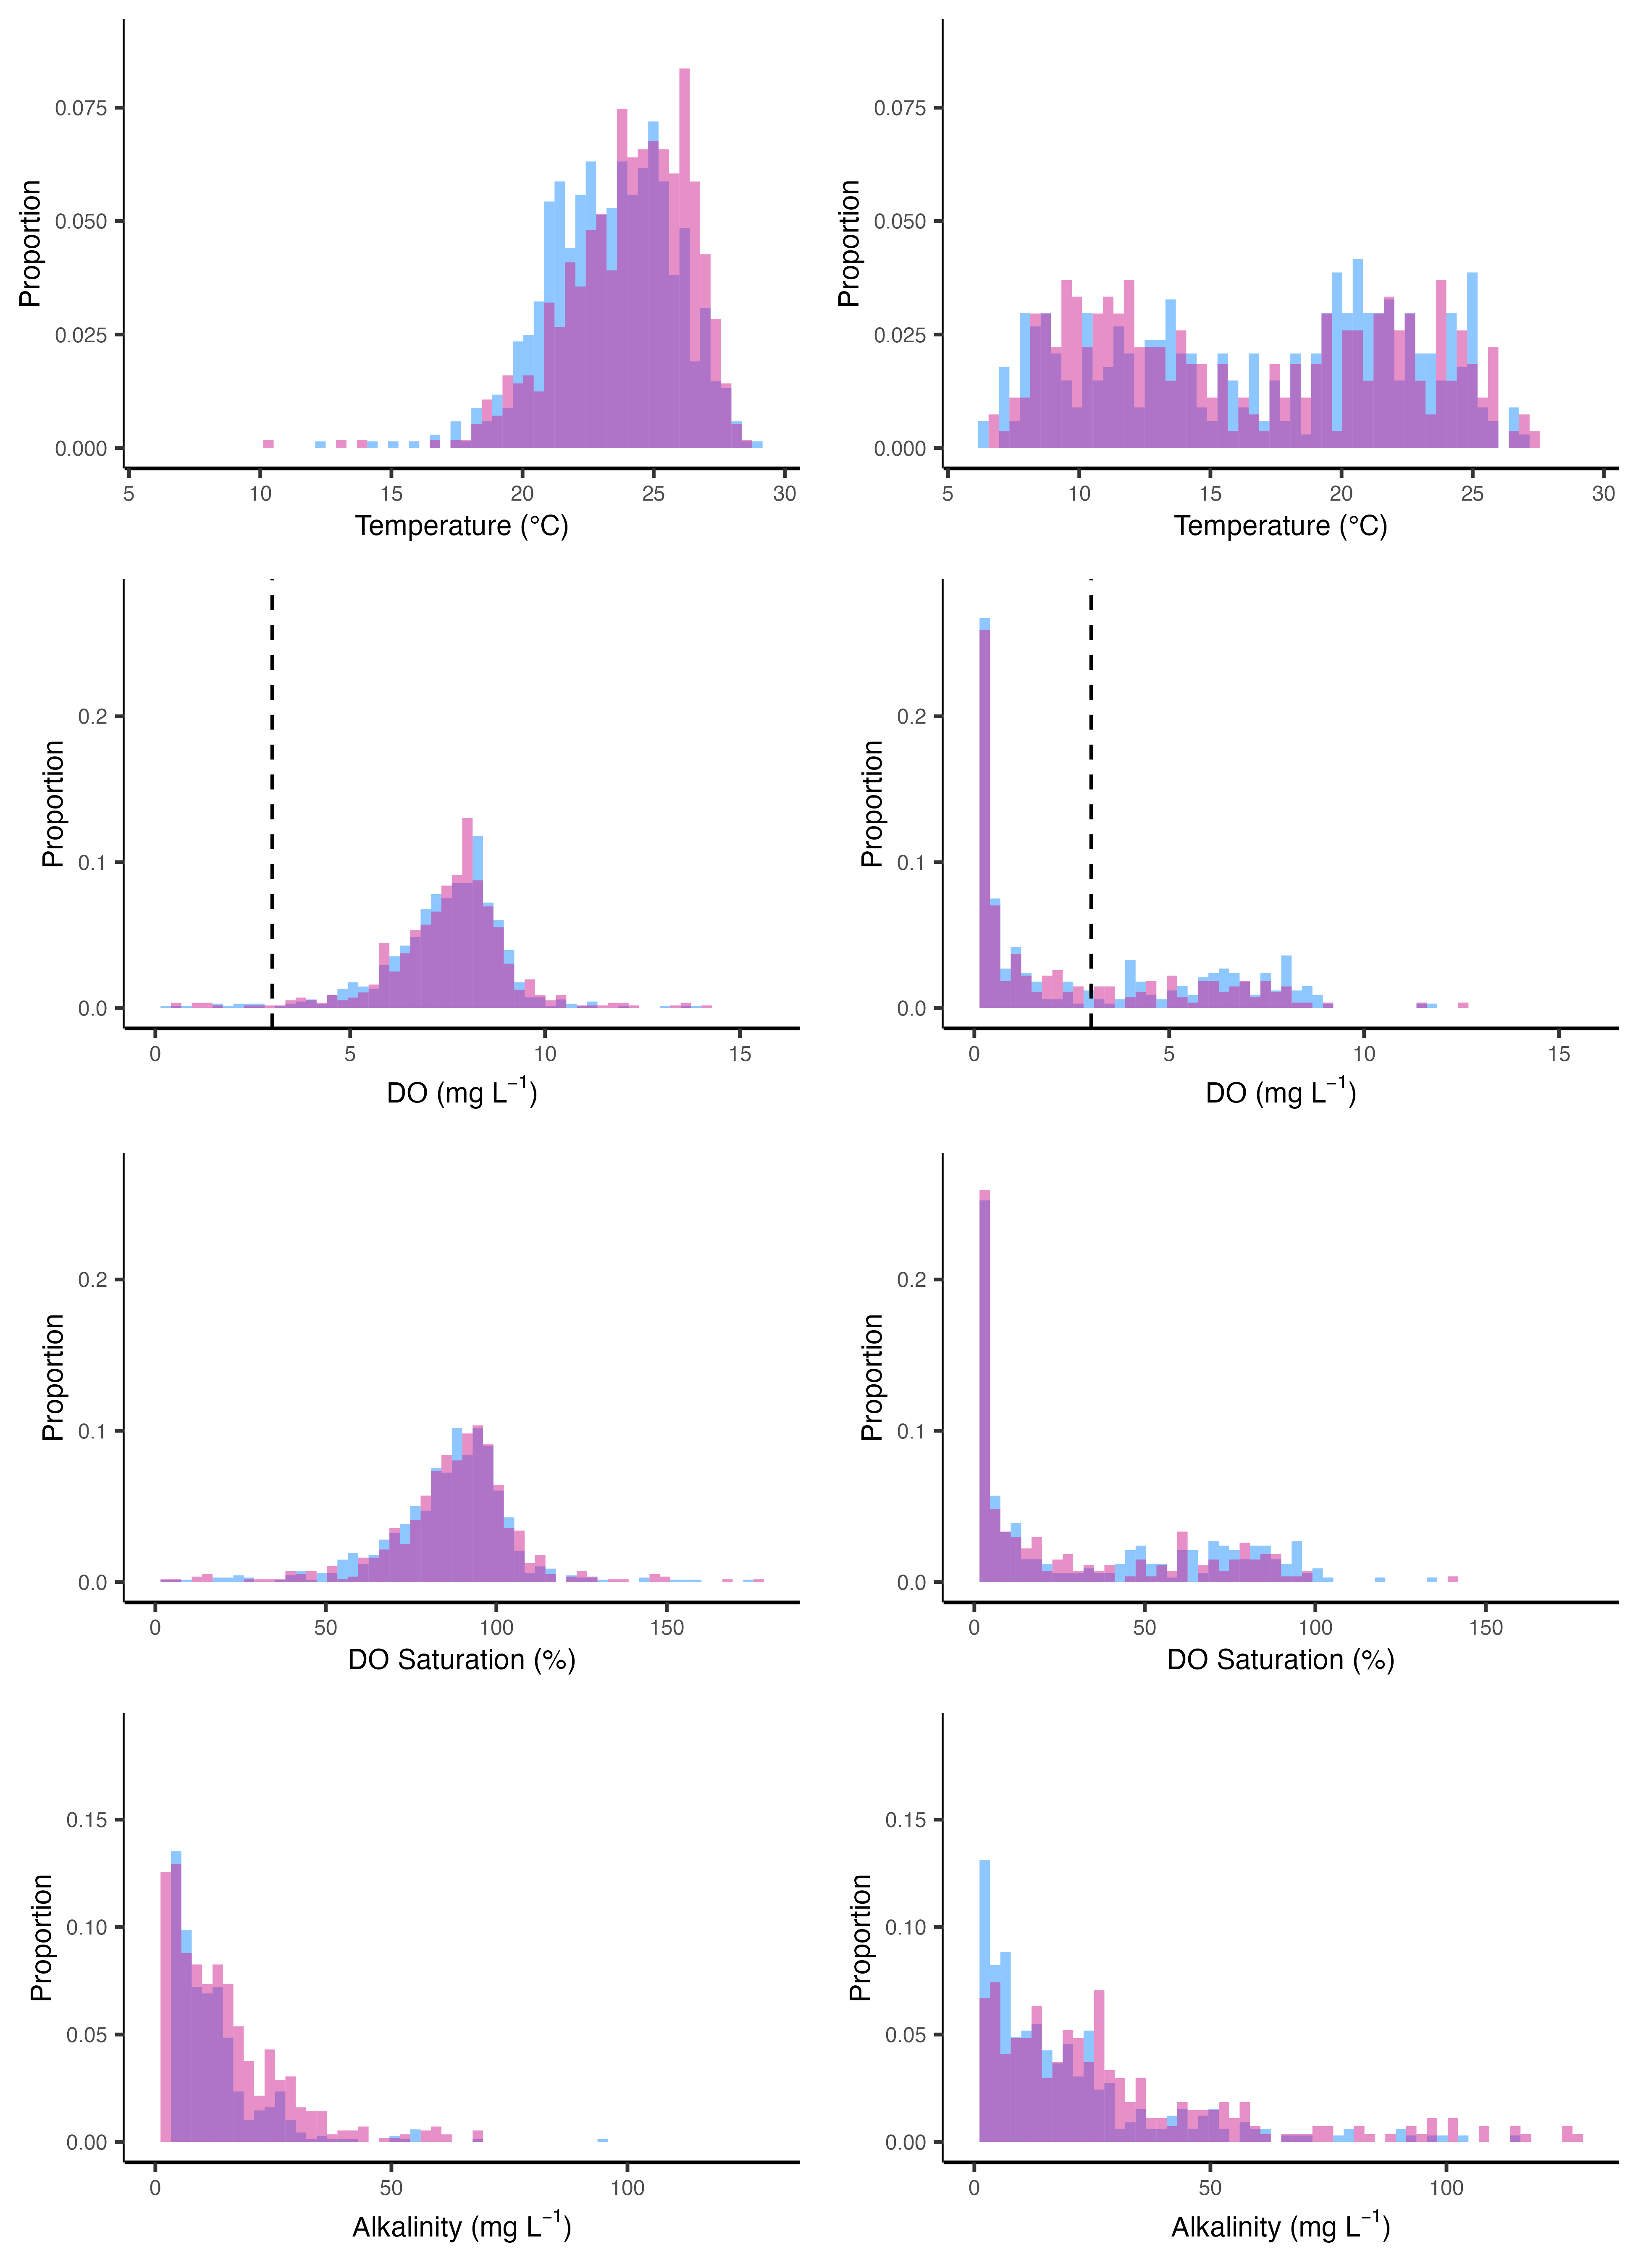 Proportion
0.075
0.050
0.025
0.000
5 10 15 20 25 30
Temperature (°C)
Proportion
0.075
0.050
0.025
0.000
5 10 15 20 25 30
Temperature (°C)
Proportion
0.2
0.1
0.0
0 5 10 15
DO (mg L⁻¹)
Proportion
0.2
0.1
0.0
0 5 10 15
DO (mg L⁻¹)
Proportion
0.2
0.1
0.0
0 50 100 150
DO Saturation (%)
Proportion
0.2
0.1
0.0
0 50 100 150
DO Saturation (%)
Proportion
0.15
0.10
0.05
0.00
0 50 100
Alkalinity (mg L⁻¹)
Proportion
0.15
0.10
0.05
0.00
0 50 100
Alkalinity (mg L⁻¹)